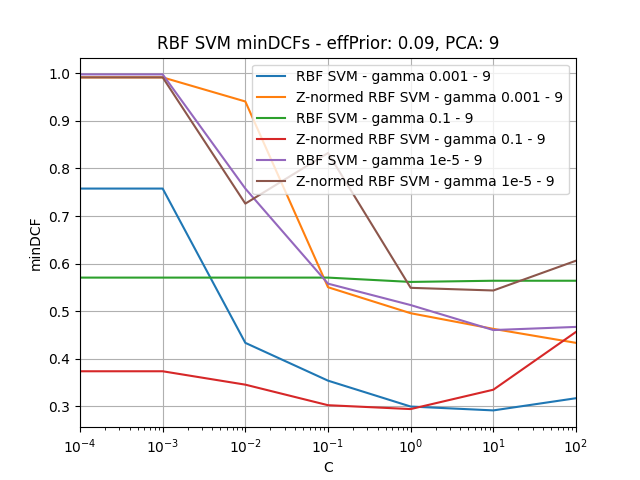 RBF SVM minDCFs - effPrior: 0.09, PCA: 9
RBF SVM - gamma 0.001 - 9
Z-normed RBF SVM - gamma 0.001 - 9
RBF SVM - gamma 0.1 - 9
Z-normed RBF SVM - gamma 0.1 - 9
RBF SVM - gamma 1e-5 - 9
Z-normed RBF SVM - gamma 1e-5 - 9
minDCF
1.0
0.9
0.8
0.7
0.6
0.5
0.4
0.3
10⁻⁴ 10⁻³ 10⁻² 10⁻¹ 10⁰ 10¹ 10²
C